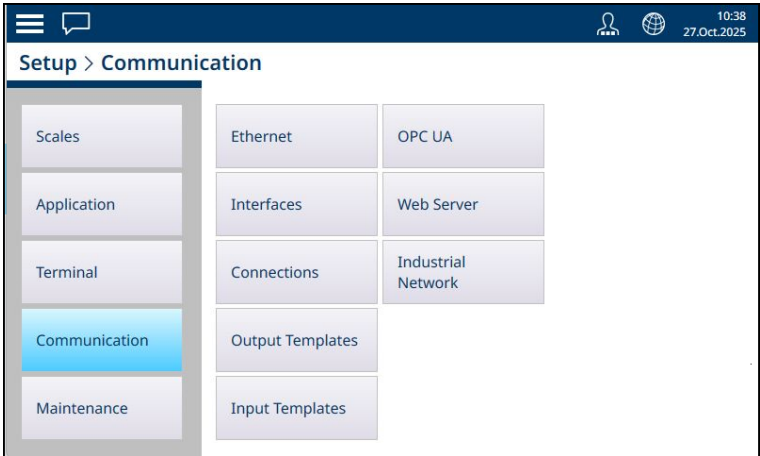 10:38
27.Oct.2025
Setup > Communication
Scales
Application
Terminal
Communication
Maintenance
Ethernet
Interfaces
Connections
Output Templates
Input Templates
OPC UA
Web Server
Industrial
Network